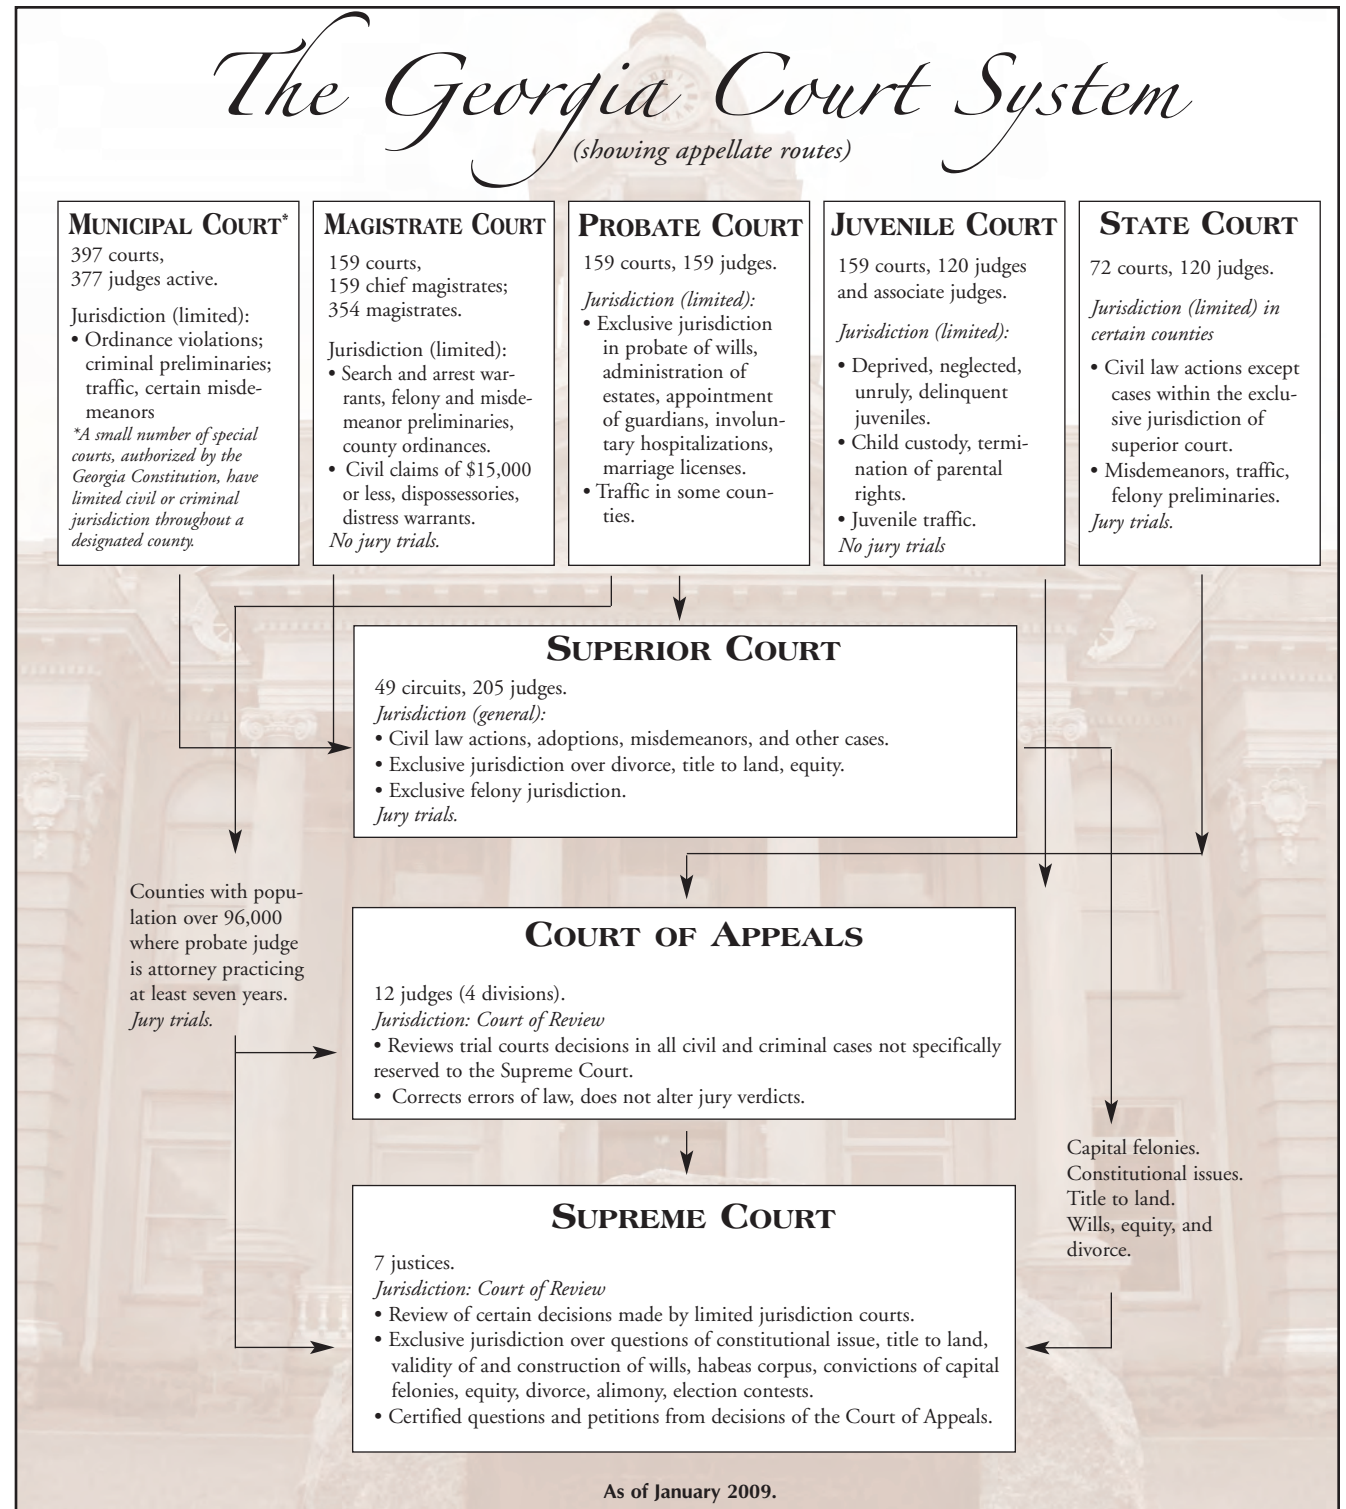 The Georgia Court System
(showing appellate routes)
MUNICIPAL COURT*
397 courts,
377 judges active.
Jurisdiction (limited):
• Ordinance violations;
criminal preliminaries;
traffic, certain misde-
meanors
*A small number of special
courts, authorized by the
Georgia Constitution, have
limited civil or criminal
jurisdiction throughout a
designated county.
MAGISTRATE COURT
159 courts,
159 chief magistrates;
354 magistrates.
Jurisdiction (limited):
• Search and arrest war-
rants, felony and misde-
meanor preliminaries,
county ordinances.
• Civil claims of $15,000
or less, dispossessories,
distress warrants.
No jury trials.
PROBATE COURT
159 courts, 159 judges.
Jurisdiction (limited):
• Exclusive jurisdiction
in probate of wills,
administration of
estates, appointment
of guardians, involun-
tary hospitalizations,
marriage licenses.
• Traffic in some coun-
ties.
JUVENILE COURT
159 courts, 120 judges
and associate judges.
Jurisdiction (limited):
• Deprived, neglected,
unruly, delinquent
juveniles.
• Child custody, termi-
nation of parental
rights.
• Juvenile traffic.
No jury trials
STATE COURT
72 courts, 120 judges.
Jurisdiction (limited) in
certain counties
• Civil law actions except
cases within the exclu-
sive jurisdiction of
superior court.
• Misdemeanors, traffic,
felony preliminaries.
Jury trials.
SUPERIOR COURT
49 circuits, 205 judges.
Jurisdiction (general):
• Civil law actions, adoptions, misdemeanors, and other cases.
• Exclusive jurisdiction over divorce, title to land, equity.
• Exclusive felony jurisdiction.
Jury trials.
Counties with popu-
lation over 96,000
where probate judge
is attorney practicing
at least seven years.
Jury trials.
COURT OF APPEALS
12 judges (4 divisions).
Jurisdiction: Court of Review
• Reviews trial courts decisions in all civil and criminal cases not specifically
reserved to the Supreme Court.
• Corrects errors of law, does not alter jury verdicts.
Capital felonies.
Constitutional issues.
Title to land.
Wills, equity, and
divorce.
SUPREME COURT
7 justices.
Jurisdiction: Court of Review
• Review of certain decisions made by limited jurisdiction courts.
• Exclusive jurisdiction over questions of constitutional issue, title to land,
validity of and construction of wills, habeas corpus, convictions of capital
felonies, equity, divorce, alimony, election contests.
• Certified questions and petitions from decisions of the Court of Appeals.
As of January 2009.